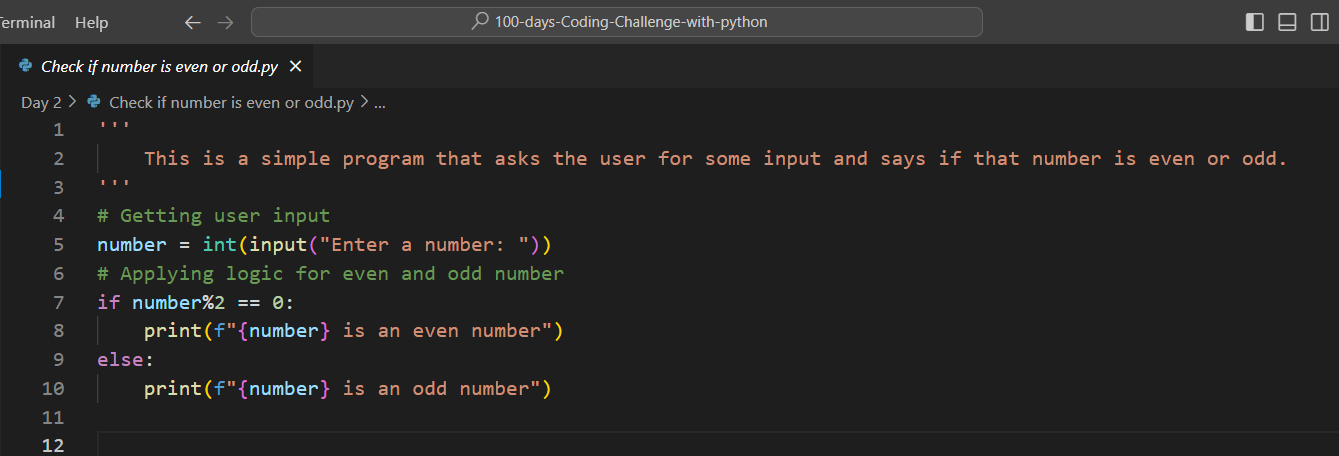 Terminal Help 100-days-Coding-Challenge-with-python
Check if number is even or odd.py
Day 2 > Check if number is even or odd.py > ...
1 '''
2     This is a simple program that asks the user for some input and says if that number is even or odd.
3 '''
4 # Getting user input
5 number = int(input("Enter a number: "))
6 # Applying logic for even and odd number
7 if number%2 == 0:
8     print(f"{number} is an even number")
9 else:
10     print(f"{number} is an odd number")
11
12